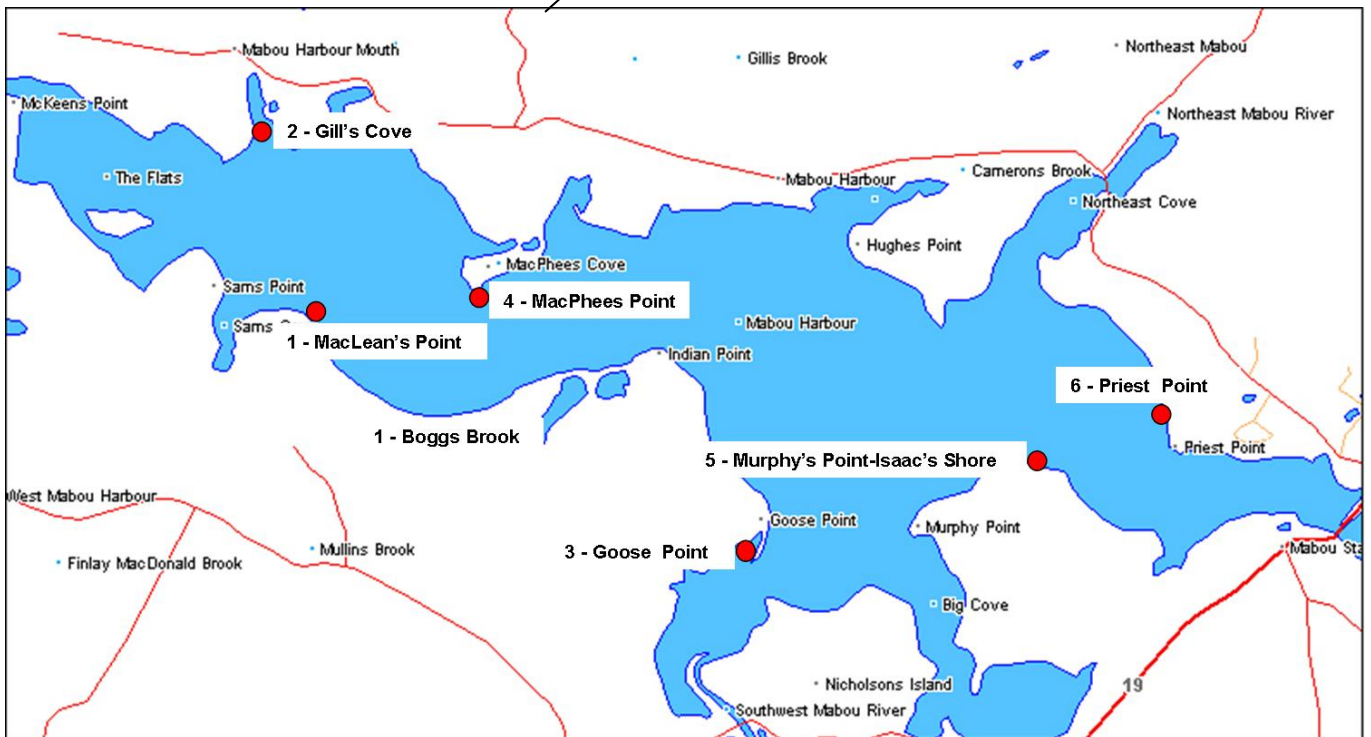 Mabou Harbour Mouth
Gillis Brook
Northeast Mabou
McKeens Point
2 - Gill's Cove
Northeast Mabou River
The Flats
Mabou Harbour
Camerons Brook
Northeast Cove
Hughes Point
MacPhees Cove
Sams Point
4 - MacPhees Point
Sams
Mabou Harbour
1 - MacLean's Point
Indian Point
6 - Priest Point
1 - Boggs Brook
Priest Point
5 - Murphy's Point-Isaac's Shore
West Mabou Harbour
Goose Point
Murphy Point
3 - Goose Point
Mullins Brook
Finlay MacDonald Brook
Mabou Sta
Big Cove
Nicholsons Island
19
Southwest Mabou River